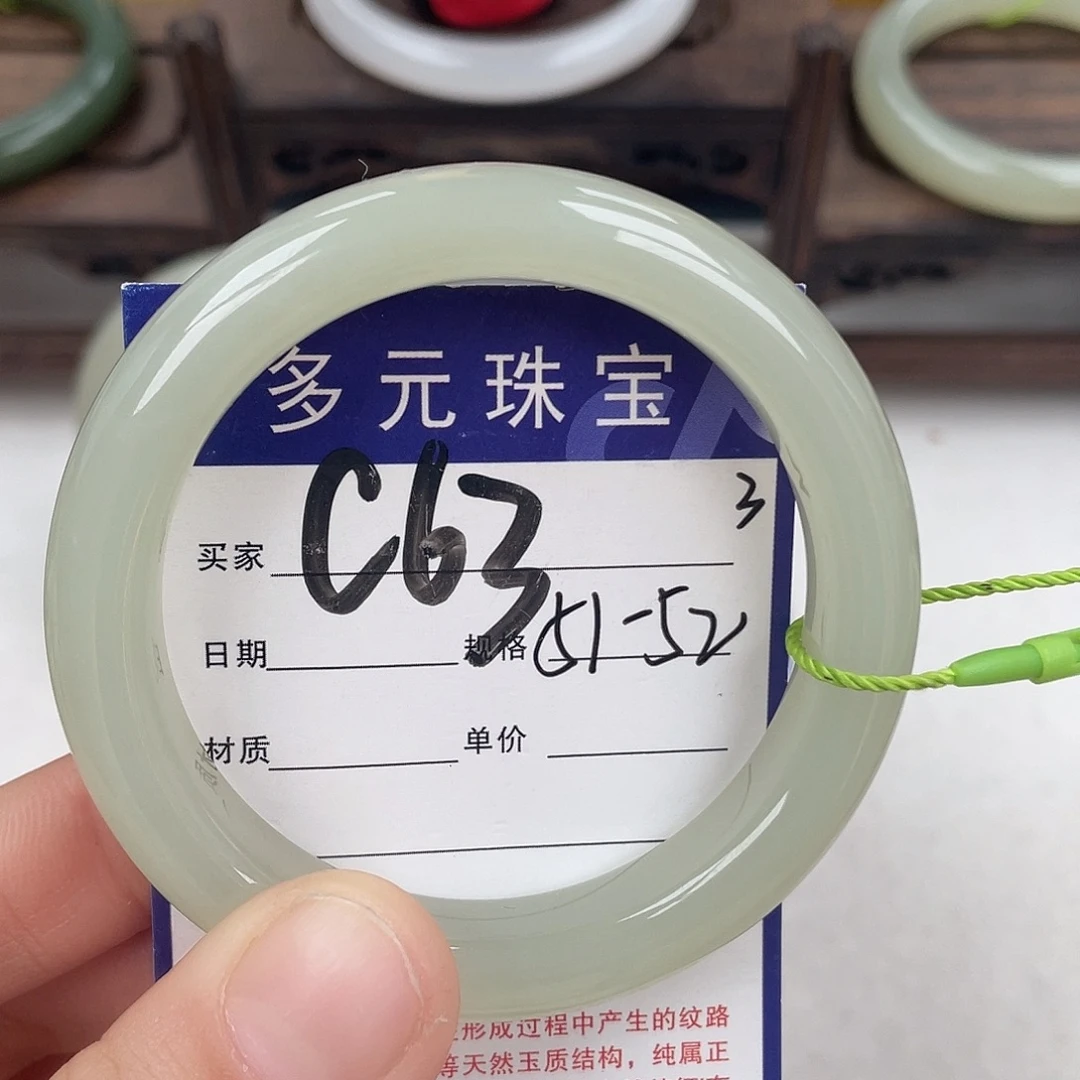 多元珠宝
3
买家 C63
日期 规格 51-52
材质 单价
形成过程中产生的纹路
等天然玉质结构，纯属正